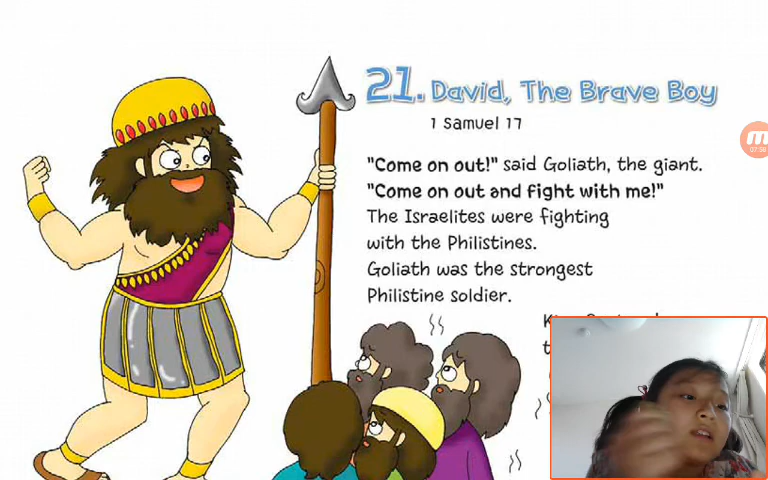 21. David, The Brave Boy
1 Samuel 17
"Come on out!" said Goliath, the giant.
"Come on out and fight with me!"
The Israelites were fighting
with the Philistines.
Goliath was the strongest
Philistine soldier.